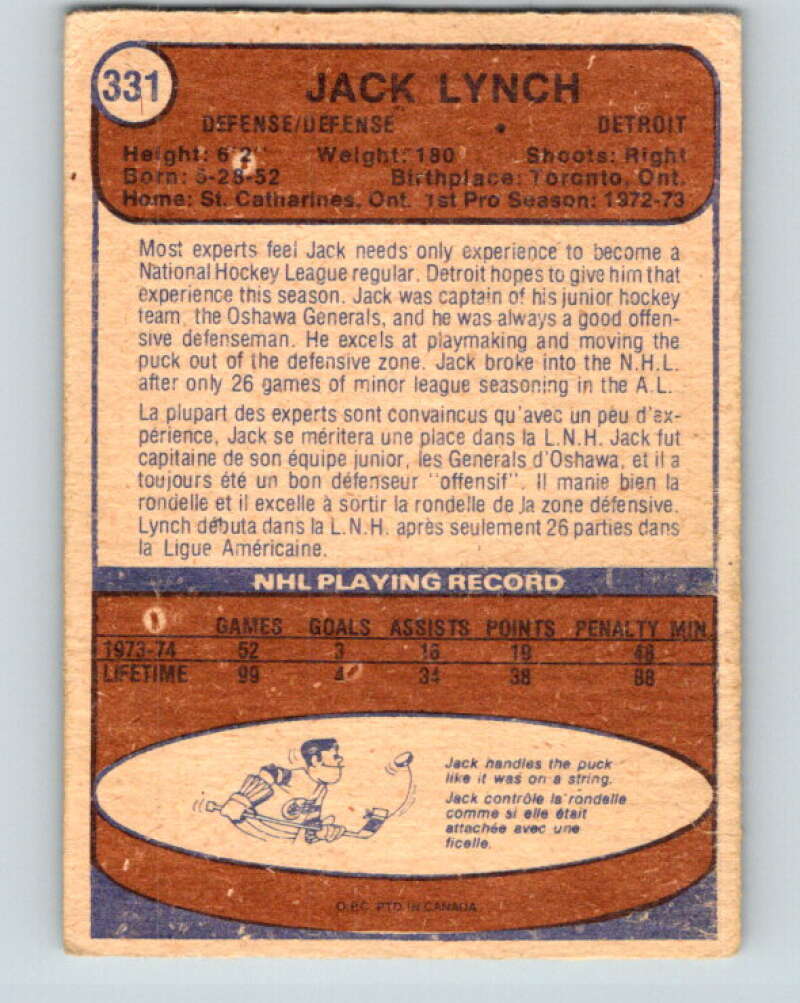 331
JACK LYNCH
DEFENSE/DEFENSE • DETROIT
Height: 6'2" Weight: 180 Shoots: Right
Born: 5-28-52 Birthplace: Toronto, Ont.
Home: St. Catharines, Ont. 1st Pro Season: 1972-73
Most experts feel Jack needs only experience to become a
National Hockey League regular. Detroit hopes to give him that
experience this season. Jack was captain of his junior hockey
team, the Oshawa Generals, and he was always a good offen-
sive defenseman. He excels at playmaking and moving the
puck out of the defensive zone. Jack broke into the N.H.L.
after only 26 games of minor league seasoning in the A.L.
La plupart des experts sont convaincus qu'avec un peu d'ex-
périence, Jack se méritera une place dans la L.N.H. Jack fut
capitaine de son équipe junior, les Generals d'Oshawa, et il a
toujours été un bon défenseur "offensif". Il manie bien la
rondelle et il excelle à sortir la rondelle de la zone défensive.
Lynch débuta dans la L.N.H. après seulement 26 parties dans
la Ligue Américaine.
NHL PLAYING RECORD
GAMES GOALS ASSISTS POINTS PENALTY MIN.
1973-74 52 3 16 19 48
LIFETIME 99 4 34 38 88
Jack handles the puck
like it was on a string.
Jack contrôle la rondelle
comme si elle était
attachée avec une
ficelle.
O.P.C. PTD. IN CANADA